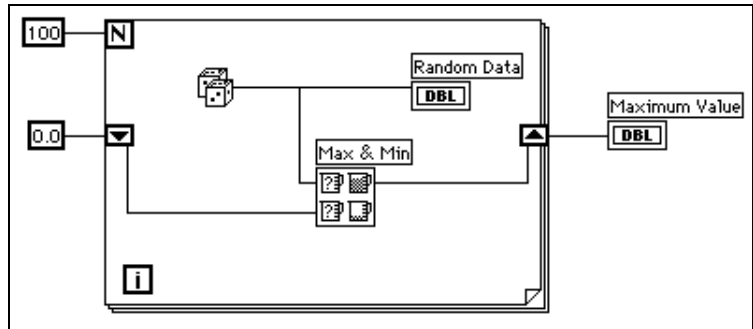 100
N
Random Data
DBL
Maximum Value
DBL
0.0
Max & Min
?
?
i